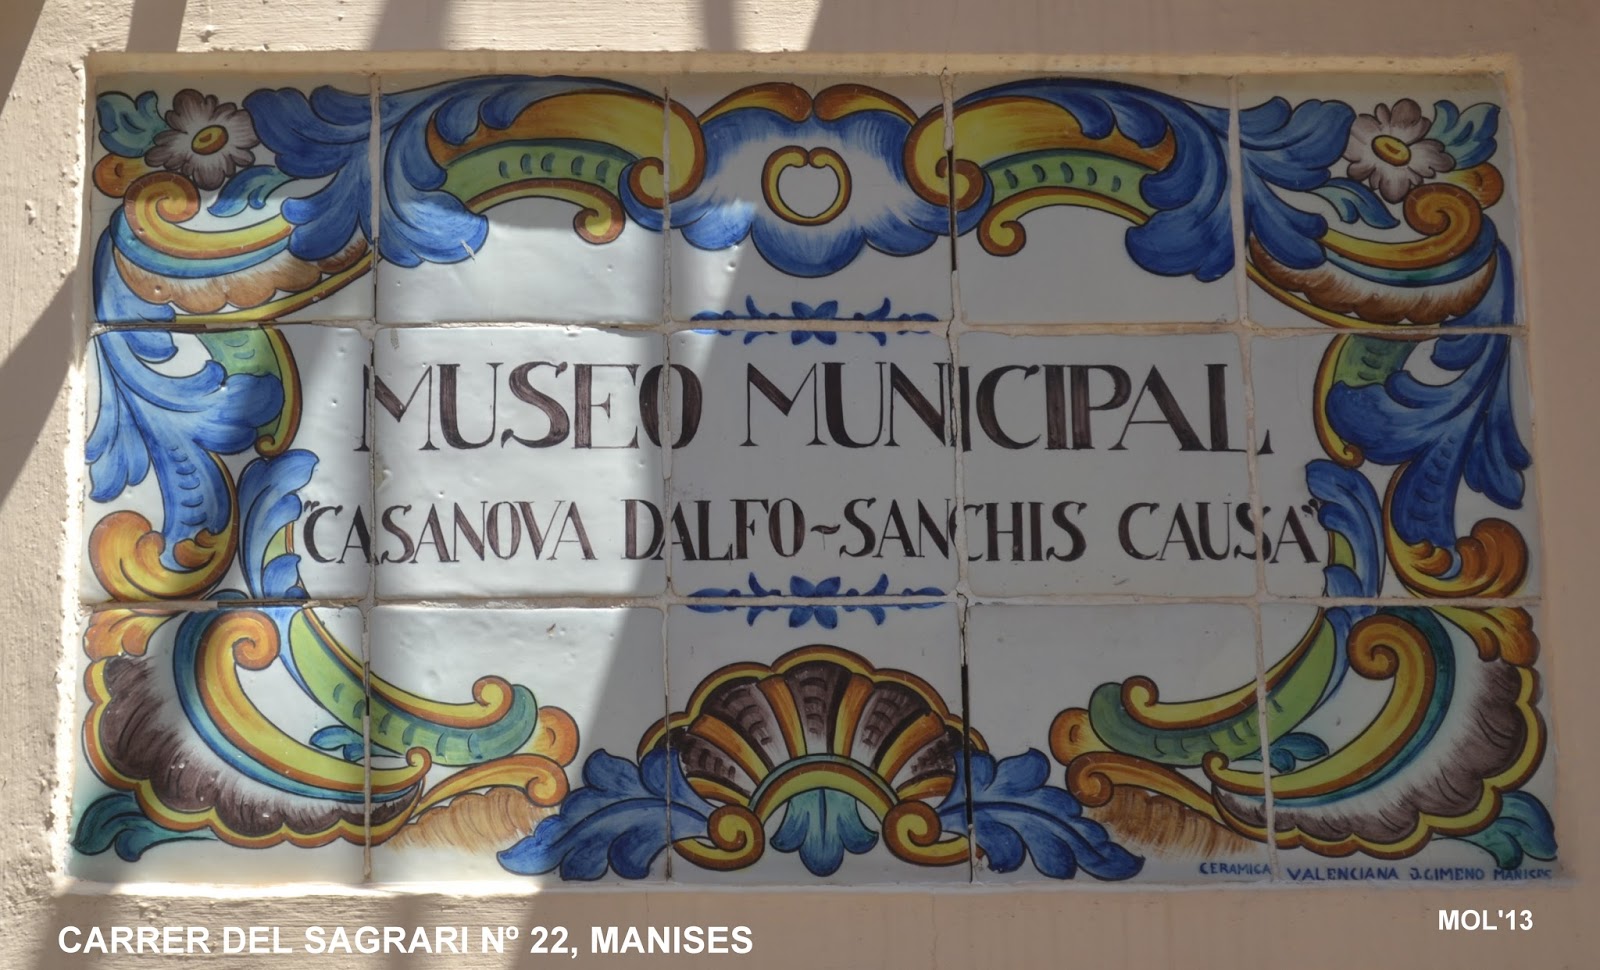 MUSEO MUNICIPAL
"CASANOVA DALFO~SANCHIS CAUSA"
CERAMICA VALENCIANA J. GIMENO MANISES
MOL'13
CARRER DEL SAGRARI Nº 22, MANISES